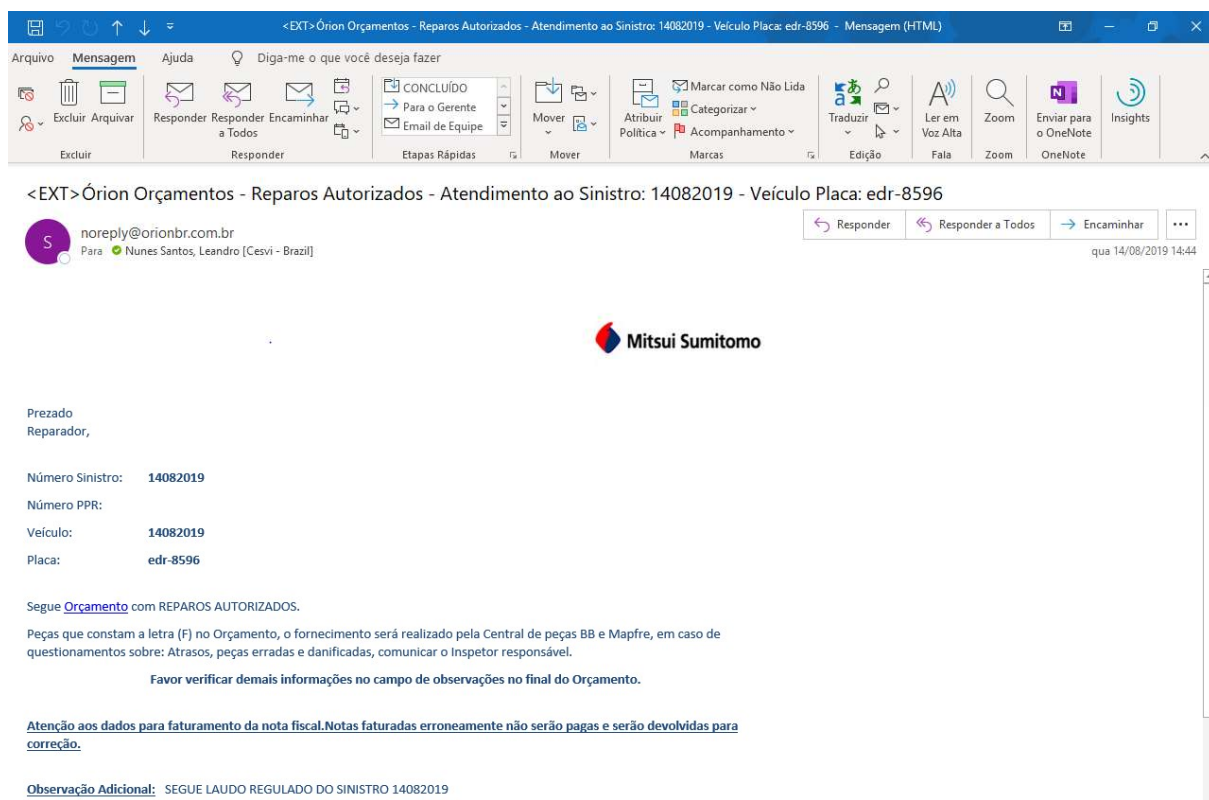 <EXT>Órion Orçamentos - Reparos Autorizados - Atendimento ao Sinistro: 14082019 - Veículo Placa: edr-8596 - Mensagem (HTML)
Arquivo Mensagem Ajuda Diga-me o que você deseja fazer
Excluir Arquivar
Responder Responder a Todos Encaminhar
CONCLUÍDO
Para o Gerente
Email de Equipe
Mover
Atribuir Política
Marcar como Não Lida
Categorizar
Acompanhamento
Traduzir
Ler em Voz Alta
Zoom
Enviar para o OneNote
Insights
Excluir Responder Etapas Rápidas Mover Marcas Edição Fala Zoom OneNote
<EXT>Órion Orçamentos - Reparos Autorizados - Atendimento ao Sinistro: 14082019 - Veículo Placa: edr-8596
S
noreply@orionbr.com.br
Para Nunes Santos, Leandro [Cesvi - Brazil]
Responder Responder a Todos Encaminhar ...
qua 14/08/2019 14:44
Mitsui Sumitomo
Prezado
Reparador,
Número Sinistro: 14082019
Número PPR:
Veículo: 14082019
Placa: edr-8596
Segue Orçamento com REPAROS AUTORIZADOS.
Peças que constam a letra (F) no Orçamento, o fornecimento será realizado pela Central de peças BB e Mapfre, em caso de
questionamentos sobre: Atrasos, peças erradas e danificadas, comunicar o Inspetor responsável.
Favor verificar demais informações no campo de observações no final do Orçamento.
Atenção aos dados para faturamento da nota fiscal.Notas faturadas erroneamente não serão pagas e serão devolvidas para
correção.
Observação Adicional: SEGUE LAUDO REGULADO DO SINISTRO 14082019